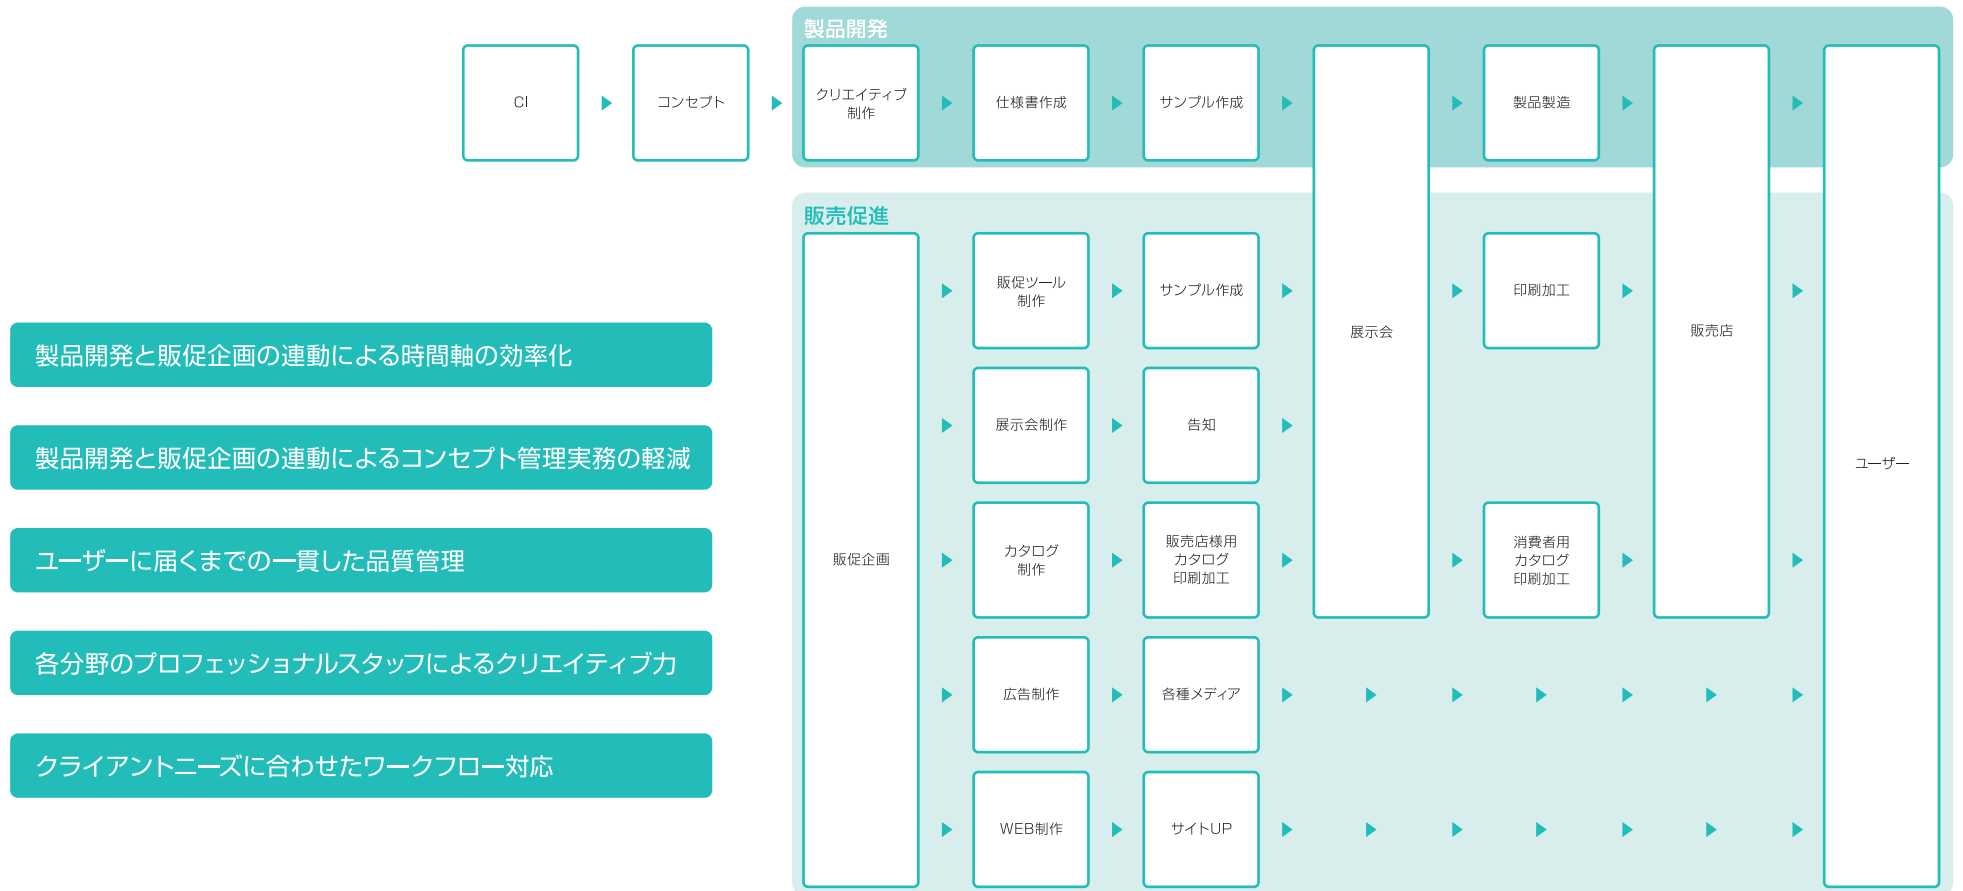 製品開発
CI
コンセプト
クリエイティブ
制作
仕様書作成
サンプル作成
製品製造
販売促進
販促企画
販促ツール
制作
サンプル作成
展示会
印刷加工
販売店
ユーザー
展示会制作
告知
カタログ
制作
販売店様用
カタログ
印刷加工
消費者用
カタログ
印刷加工
広告制作
各種メディア
WEB制作
サイトUP
製品開発と販促企画の連動による時間軸の効率化
製品開発と販促企画の連動によるコンセプト管理実務の軽減
ユーザーに届くまでの一貫した品質管理
各分野のプロフェッショナルスタッフによるクリエイティブ力
クライアントニーズに合わせたワークフロー対応